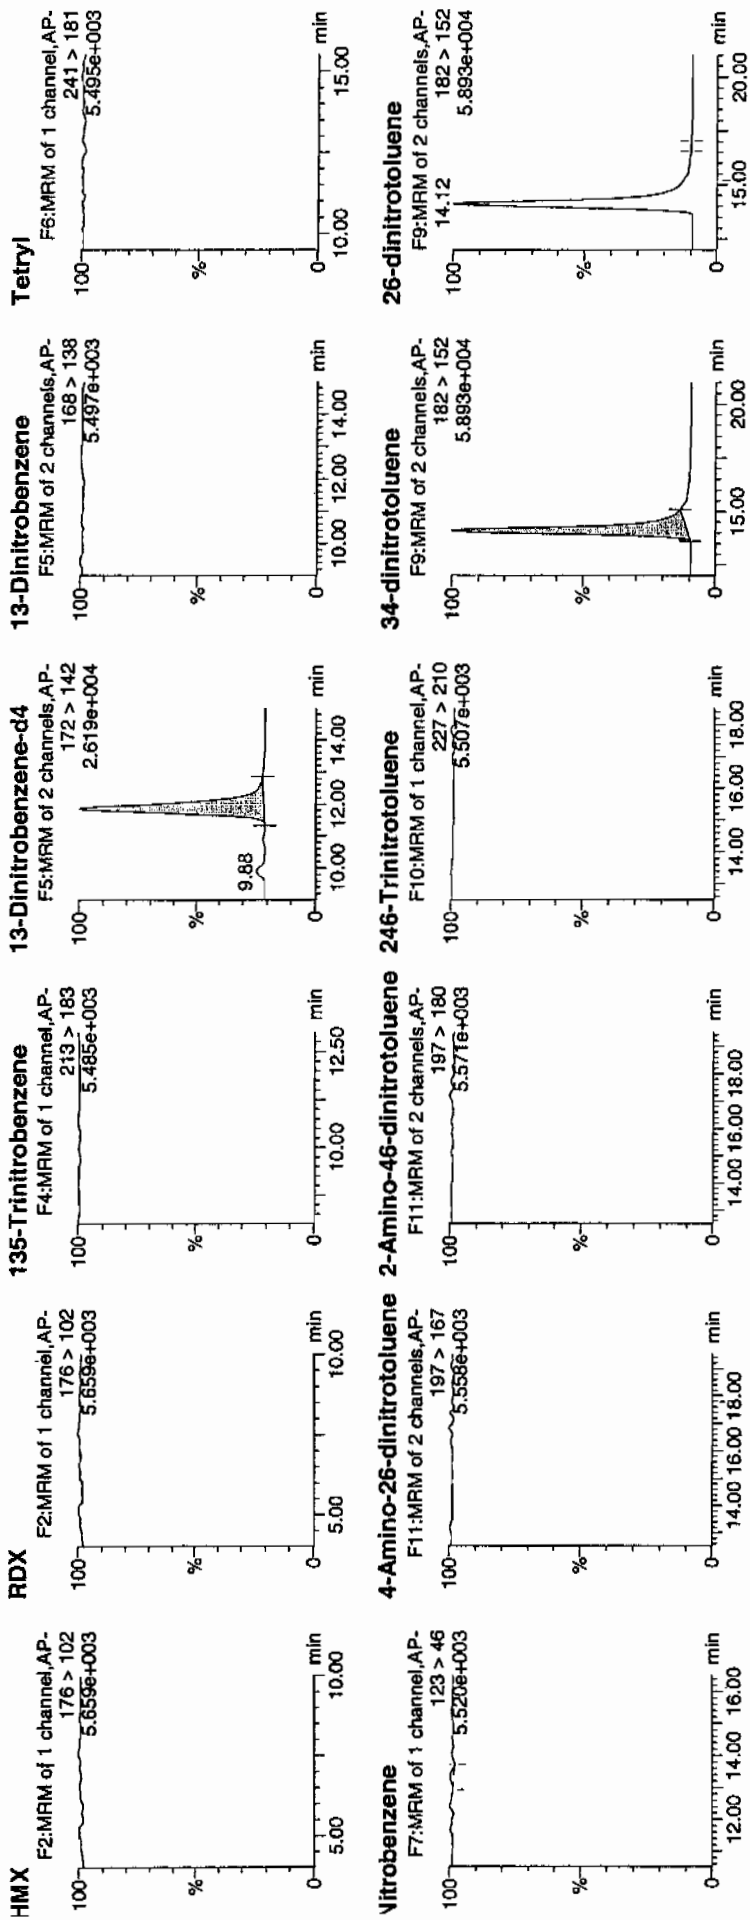 HMX
F2:MRM of 1 channel,AP-
176 > 102
5.659e+003
100
%
0
5.00
10.00
min
RDX
F2:MRM of 1 channel,AP-
176 > 102
5.659e+003
100
%
0
5.00
10.00
min
135-Trinitrobenzene
F4:MRM of 1 channel,AP-
213 > 183
5.485e+003
100
%
0
10.00
12.50
min
13-Dinitrobenzene-d4
F5:MRM of 2 channels,AP-
172 > 142
2.619e+004
100
%
9.88
0
10.00
12.00
14.00
min
13-Dinitrobenzene
F5:MRM of 2 channels,AP-
168 > 138
5.497e+003
100
%
0
10.00
12.00
14.00
min
Tetryl
F6:MRM of 1 channel,AP-
241 > 181
5.495e+003
100
%
0
10.00
15.00
min
Nitrobenzene
F7:MRM of 1 channel,AP-
123 > 46
5.520e+003
100
%
0
12.00
14.00
16.00
min
4-Amino-26-dinitrotoluene
F11:MRM of 2 channels,AP-
197 > 167
5.558e+003
100
%
0
14.00
16.00
18.00
min
2-Amino-46-dinitrotoluene
F11:MRM of 2 channels,AP-
197 > 180
5.571e+003
100
%
0
14.00
16.00
18.00
min
246-Trinitrotoluene
F10:MRM of 1 channel,AP-
227 > 210
5.507e+003
100
%
0
14.00
16.00
18.00
min
34-dinitrotoluene
F9:MRM of 2 channels,AP-
182 > 152
5.893e+004
100
%
0
15.00
20.00
min
26-dinitrotoluene
F9:MRM of 2 channels,AP-
14.12
182 > 152
5.893e+004
100
%
0
15.00
20.00
min